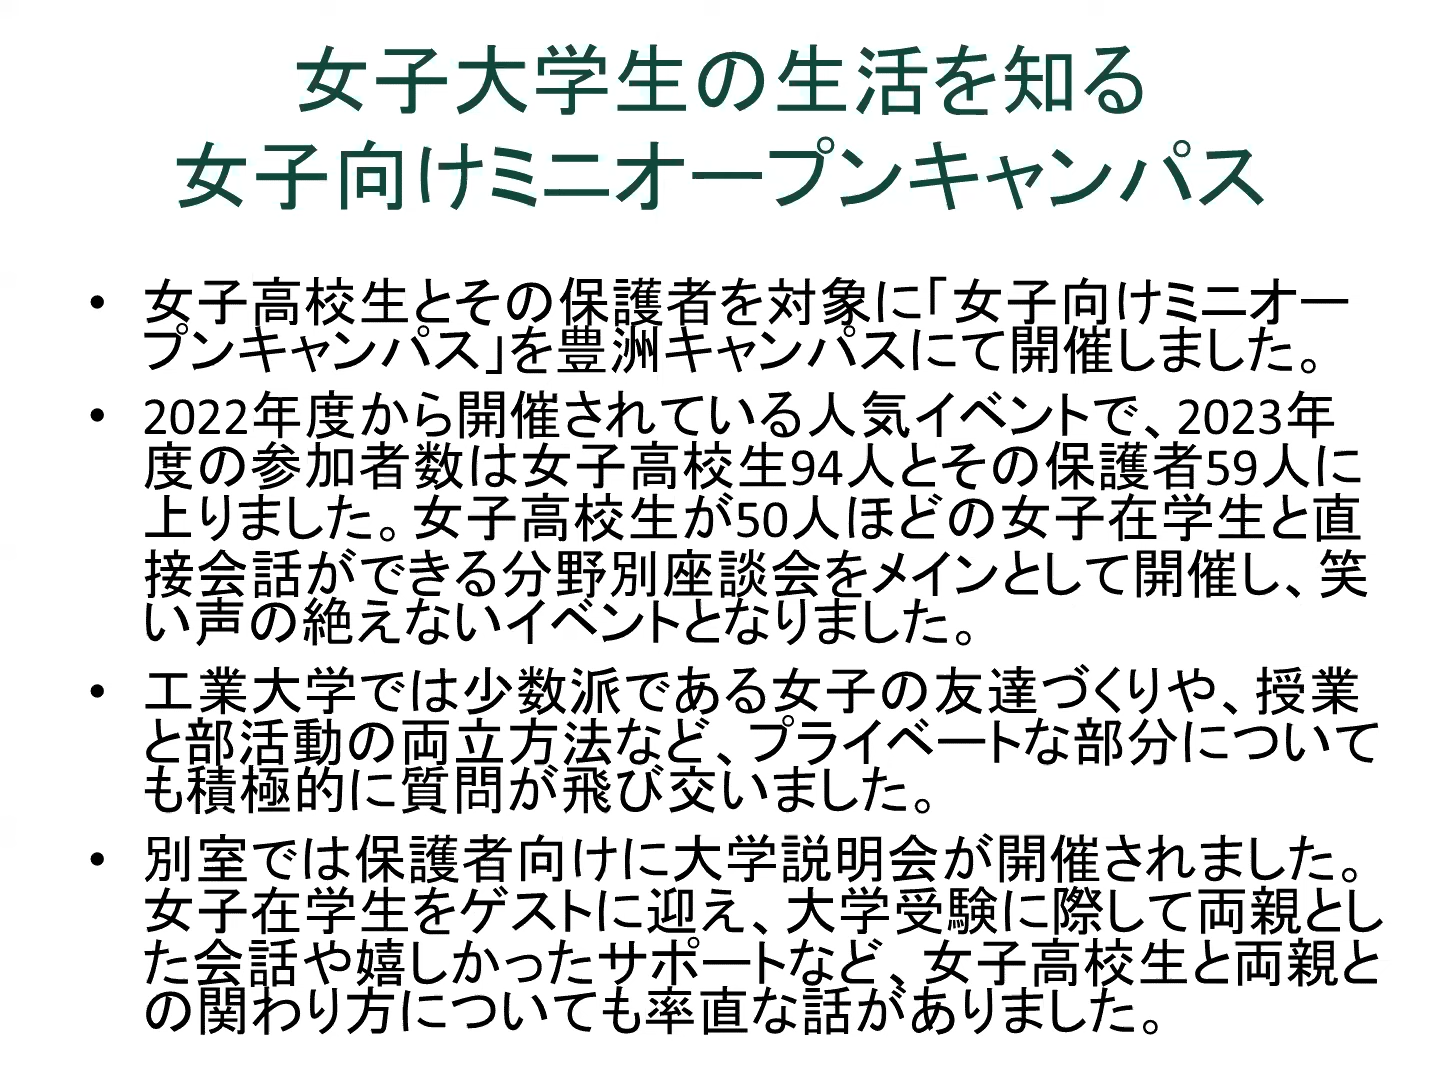 女子大学生の生活を知る
女子向けミニオープンキャンパス
• 女子高校生とその保護者を対象に「女子向けミニオー
プンキャンパス」を豊洲キャンパスにて開催しました。
• 2022年度から開催されている人気イベントで、2023年
度の参加者数は女子高校生94人とその保護者59人に
上りました。女子高校生が50人ほどの女子在学生と直
接会話ができる分野別座談会をメインとして開催し、笑
い声の絶えないイベントとなりました。
• 工業大学では少数派である女子の友達づくりや、授業
と部活動の両立方法など、プライベートな部分について
も積極的に質問が飛び交いました。
• 別室では保護者向けに大学説明会が開催されました。
女子在学生をゲストに迎え、大学受験に際して両親とし
た会話や嬉しかったサポートなど、女子高校生と両親と
の関わり方についても率直な話がありました。